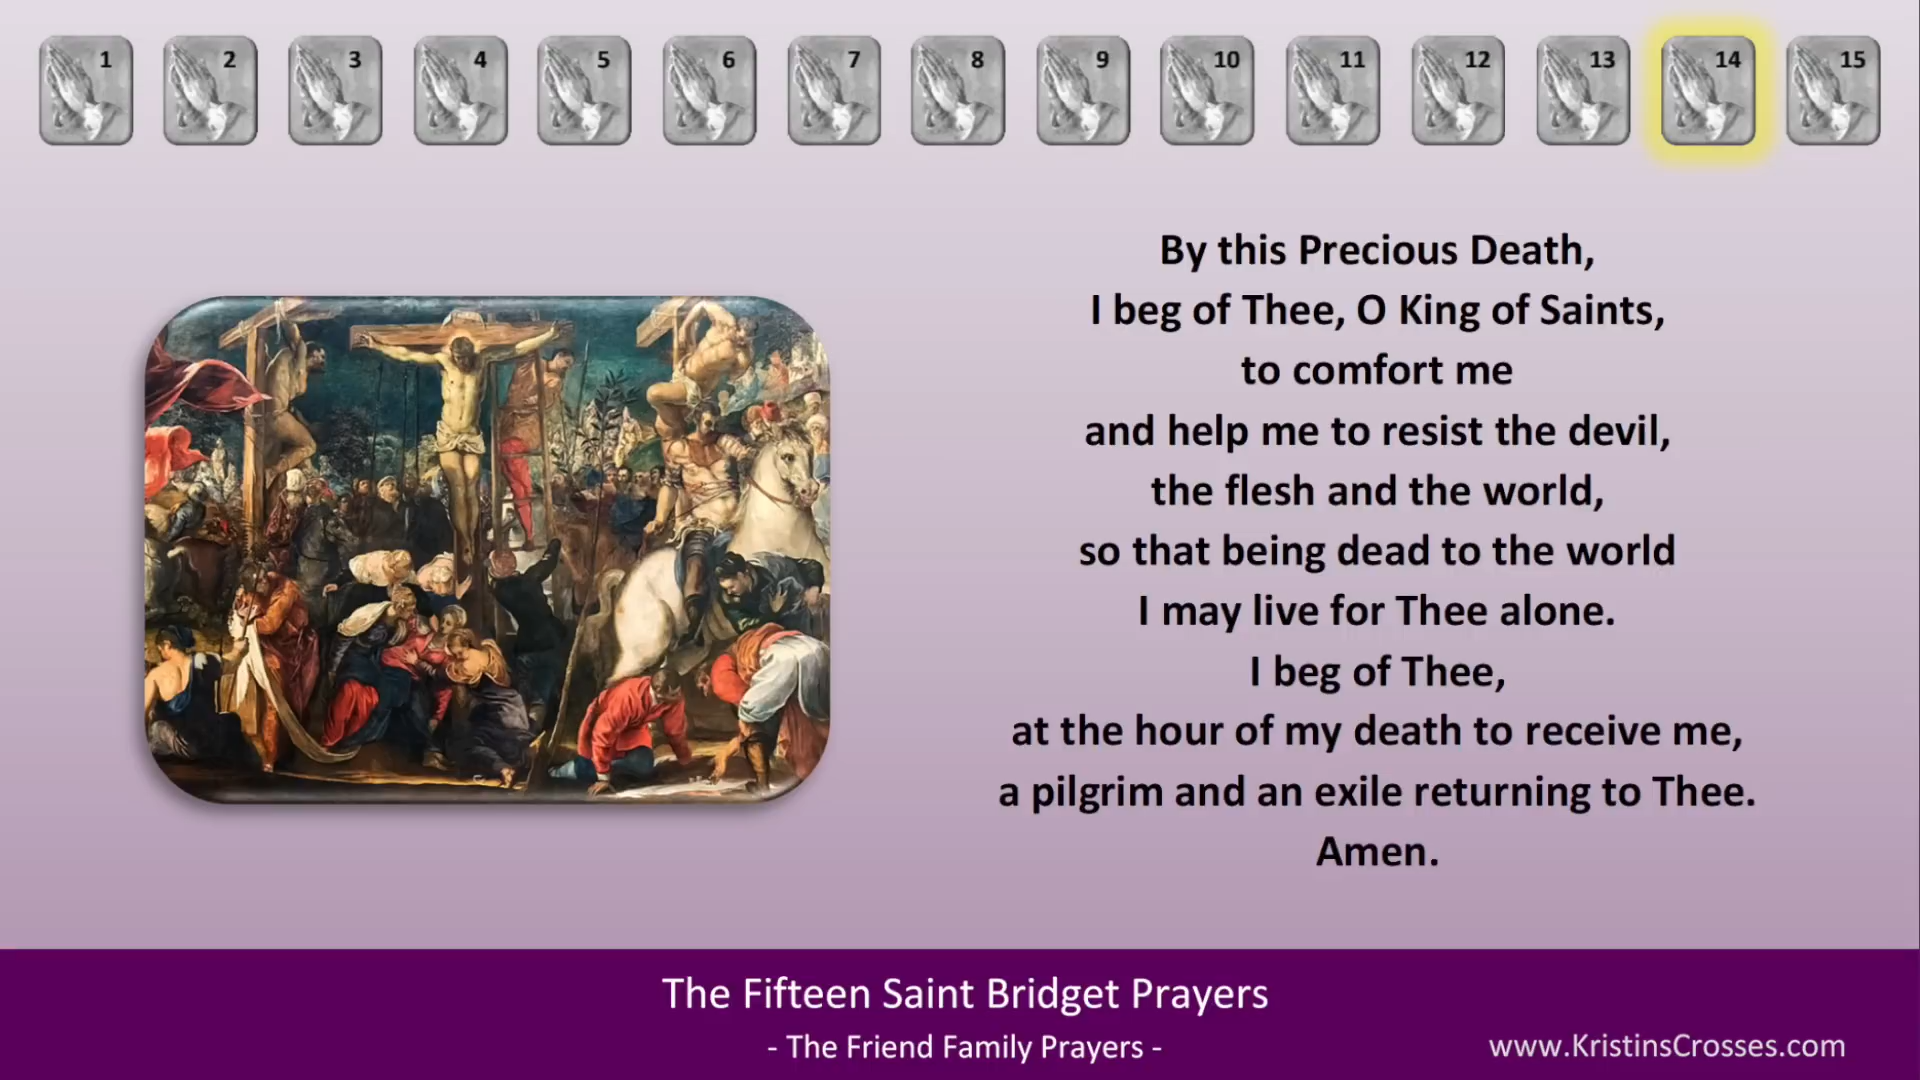 1 2 3 4 5 6 7 8 9 10 11 12 13 14 15
By this Precious Death,
I beg of Thee, O King of Saints,
to comfort me
and help me to resist the devil,
the flesh and the world,
so that being dead to the world
I may live for Thee alone.
I beg of Thee,
at the hour of my death to receive me,
a pilgrim and an exile returning to Thee.
Amen.
The Fifteen Saint Bridget Prayers
- The Friend Family Prayers -
www.KristinsCrosses.com